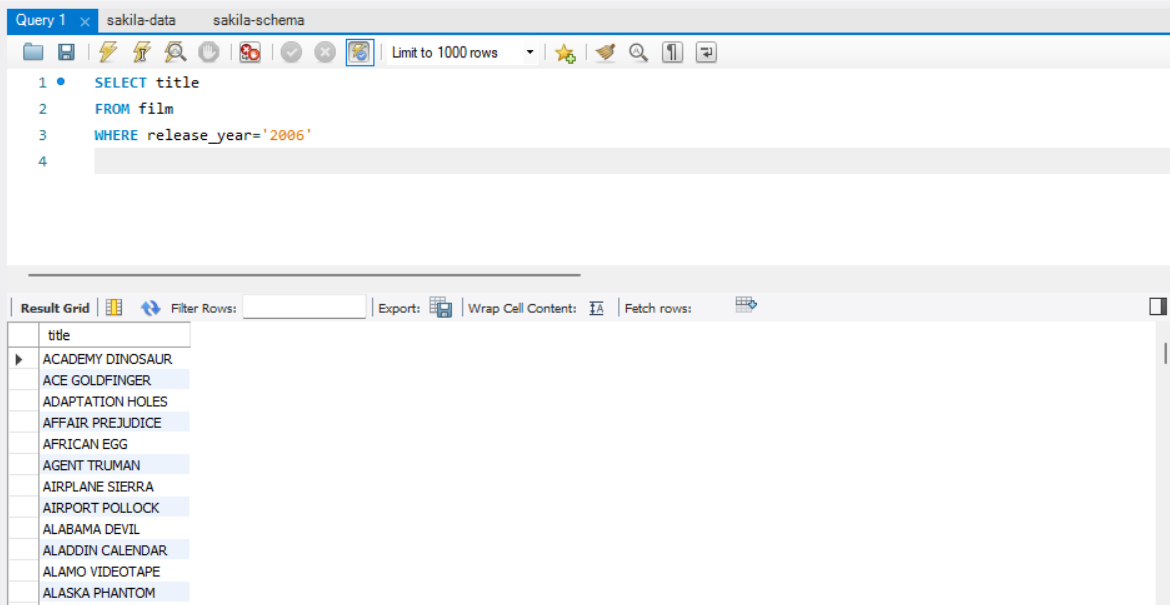 Query 1 × sakila-data sakila-schema
Limit to 1000 rows
1 SELECT title
2 FROM film
3 WHERE release_year='2006'
4
Result Grid Filter Rows: Export: Wrap Cell Content: Fetch rows:
title
ACADEMY DINOSAUR
ACE GOLDFINGER
ADAPTATION HOLES
AFFAIR PREJUDICE
AFRICAN EGG
AGENT TRUMAN
AIRPLANE SIERRA
AIRPORT POLLOCK
ALABAMA DEVIL
ALADDIN CALENDAR
ALAMO VIDEOTAPE
ALASKA PHANTOM